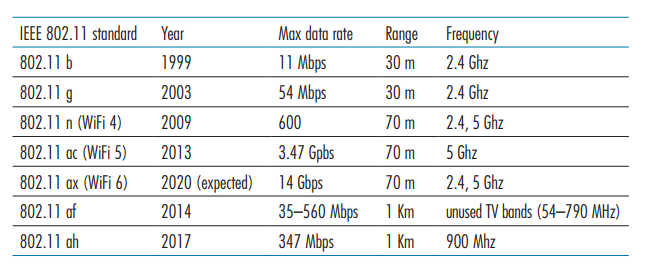 IEEE 802.11 standard Year Max data rate Range Frequency
802.11 b 1999 11 Mbps 30 m 2.4 Ghz
802.11 g 2003 54 Mbps 30 m 2.4 Ghz
802.11 n (WiFi 4) 2009 600 70 m 2.4, 5 Ghz
802.11 ac (WiFi 5) 2013 3.47 Gpbs 70 m 5 Ghz
802.11 ax (WiFi 6) 2020 (expected) 14 Gbps 70 m 2.4, 5 Ghz
802.11 af 2014 35–560 Mbps 1 Km unused TV bands (54–790 MHz)
802.11 ah 2017 347 Mbps 1 Km 900 Mhz